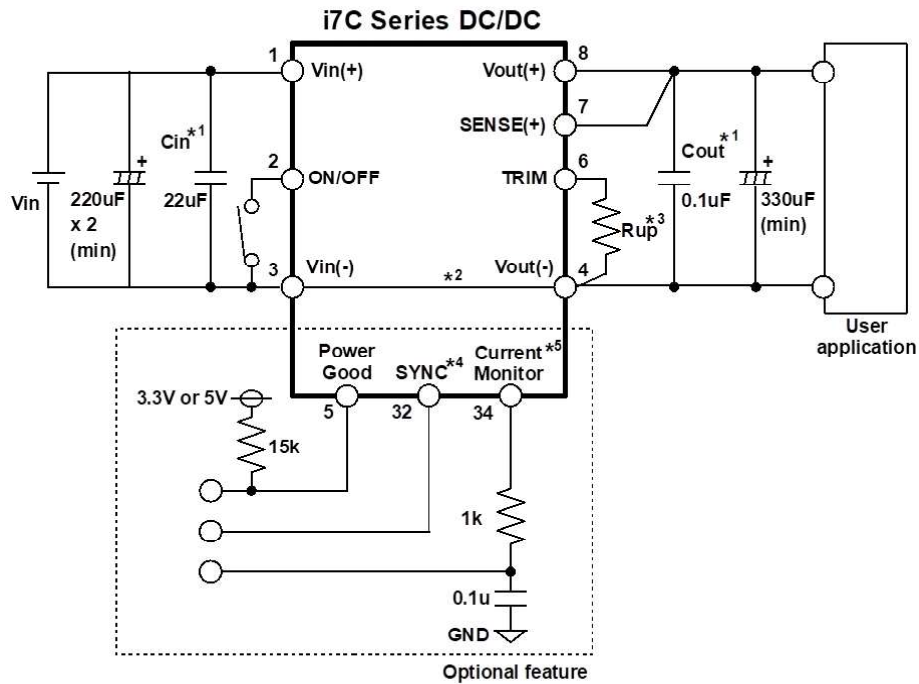 i7C Series DC/DC
1
Vin(+)
Vout(+)
8
7
SENSE(+)
Cin*1
Cout*1
2
ON/OFF
TRIM
6
+
+
Vin
220uF
x 2
(min)
22uF
Rup*3
0.1uF
330uF
(min)
3
Vin(-)
*2
Vout(-)
4
User
application
Power
Good
SYNC*4
Current*5
Monitor
3.3V or 5V
5
32
34
15k
1k
0.1u
GND
Optional feature